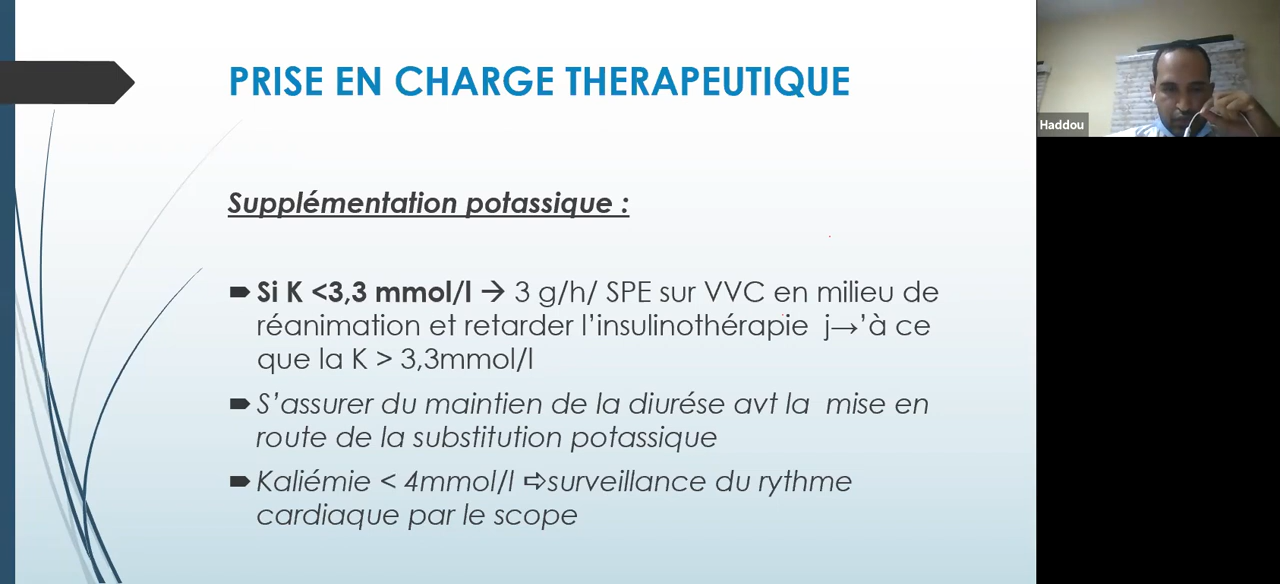 PRISE EN CHARGE THERAPEUTIQUE
Supplémentation potassique :
Si K <3,3 mmol/l → 3 g/h/ SPE sur VVC en milieu de
réanimation et retarder l’insulinothérapie j→’à ce
que la K > 3,3mmol/l
S’assurer du maintien de la diurése avt la mise en
route de la substitution potassique
Kaliémie < 4mmol/l ⇨surveillance du rythme
cardiaque par le scope
Haddou